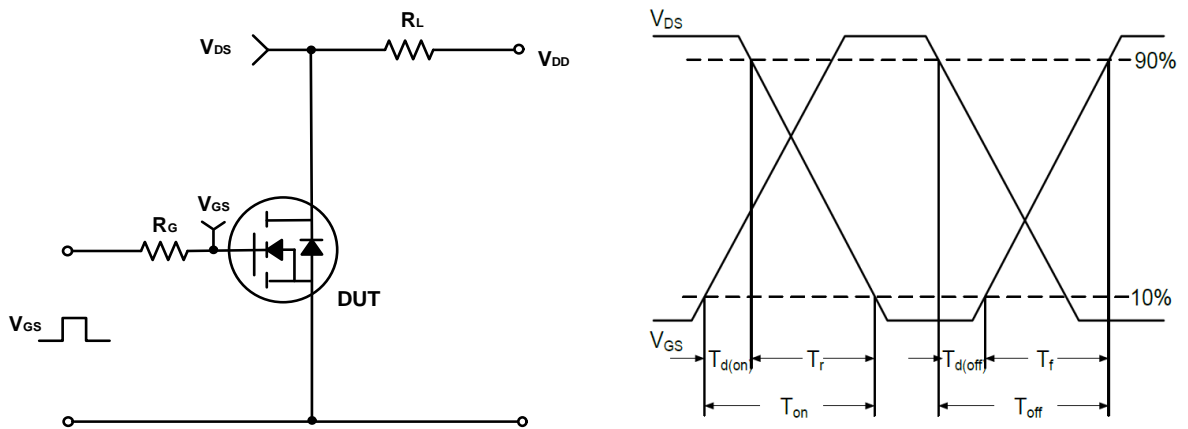 RL
VDS
VDD
VGS
RG
DUT
VGS
VDS
90%
10%
VGS
Td(on)
Tr
Td(off)
Tf
Ton
Toff